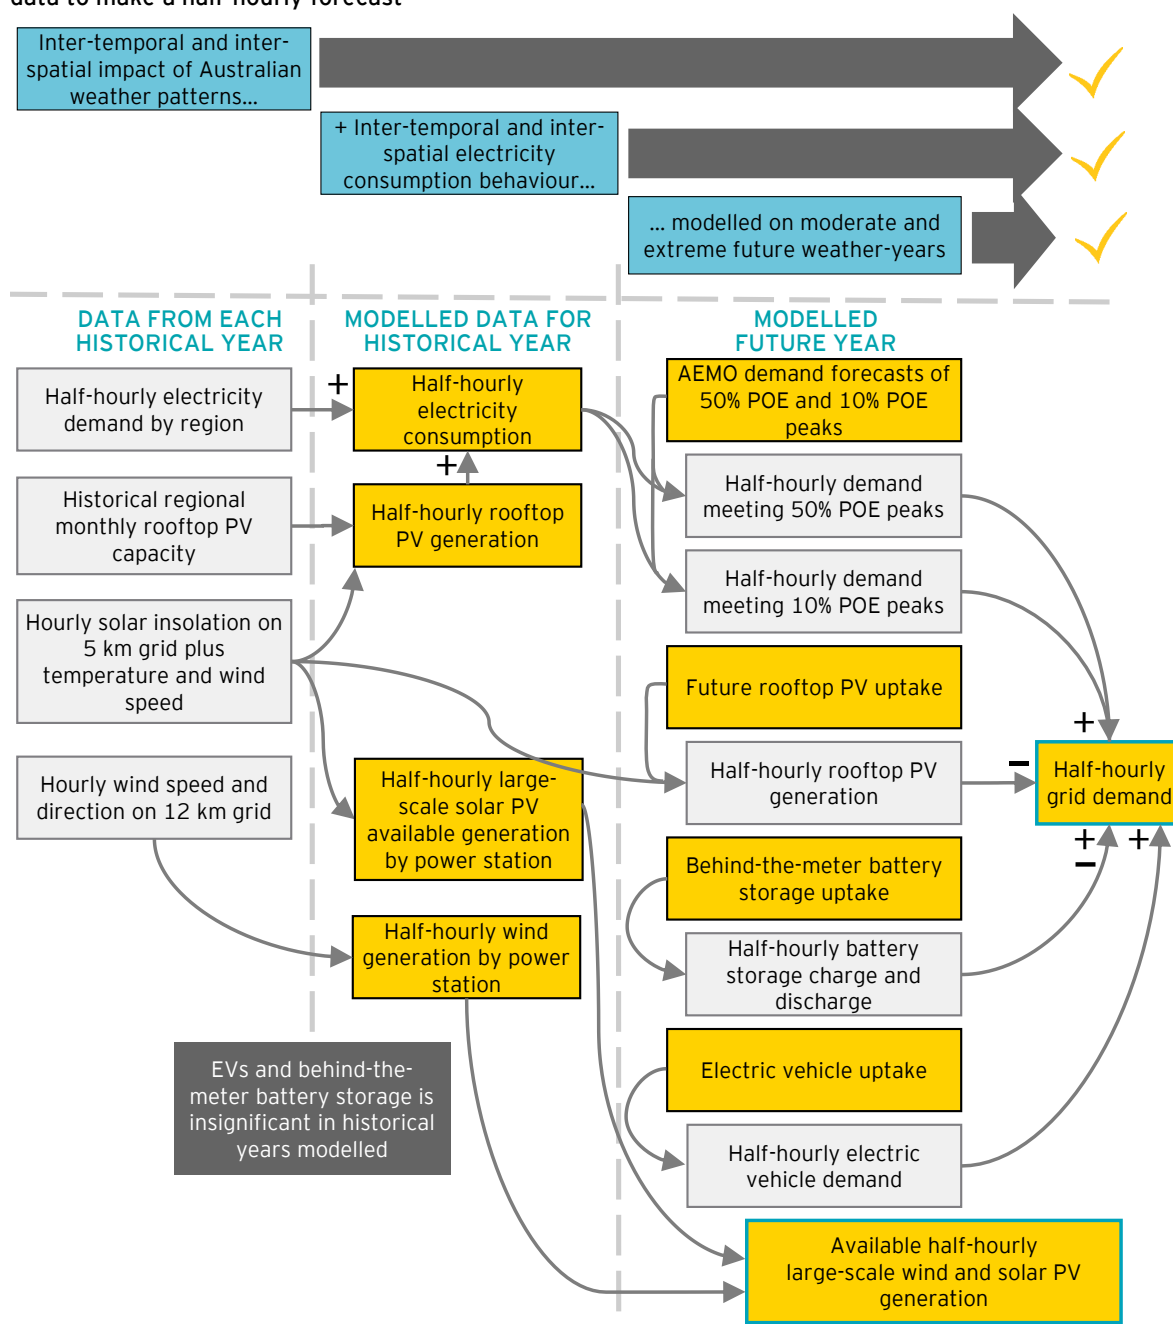 data to make a half-hourly forecast
Inter-temporal and inter-
spatial impact of Australian
weather patterns...
+ Inter-temporal and inter-
spatial electricity
consumption behaviour...
... modelled on moderate and
extreme future weather-years
DATA FROM EACH
HISTORICAL YEAR
MODELLED DATA FOR
HISTORICAL YEAR
MODELLED
FUTURE YEAR
Half-hourly electricity
demand by region
Historical regional
monthly rooftop PV
capacity
Hourly solar insolation on
5 km grid plus
temperature and wind
speed
Hourly wind speed and
direction on 12 km grid
+
Half-hourly
electricity
consumption
+
Half-hourly rooftop
PV generation
Half-hourly large-
scale solar PV
available generation
by power station
Half-hourly wind
generation by power
station
EVs and behind-the-
meter battery storage is
insignificant in historical
years modelled
AEMO demand forecasts of
50% POE and 10% POE
peaks
Half-hourly demand
meeting 50% POE peaks
Half-hourly demand
meeting 10% POE peaks
Future rooftop PV uptake
Half-hourly rooftop PV
generation
Behind-the-meter battery
storage uptake
Half-hourly battery
storage charge and
discharge
Electric vehicle uptake
Half-hourly electric
vehicle demand
Available half-hourly
large-scale wind and solar PV
generation
+
–
Half-hourly
grid demand
+ +
–